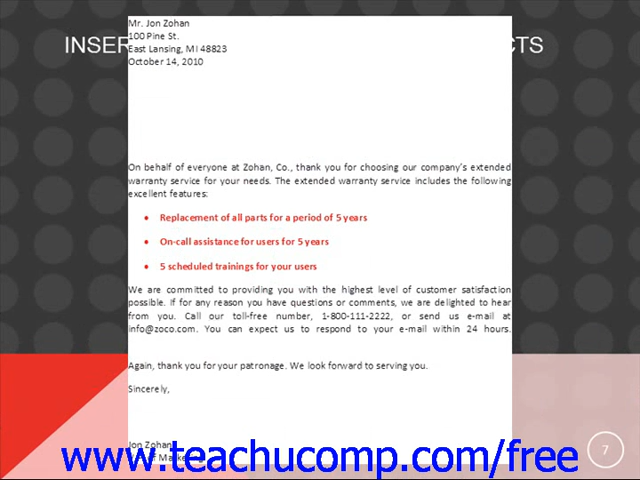 Mr. Jon Zohan
100 Pine St.
INSER CTS
East Lansing, MI 48823
October 14, 2010
On behalf of everyone at Zohan, Co., thank you for choosing our company's extended
warranty service for your needs. The extended warranty service includes the following
excellent features:
• Replacement of all parts for a period of 5 years
• On-call assistance for users for 5 years
• 5 scheduled trainings for your users
We are committed to providing you with the highest level of customer satisfaction
possible. If for any reason you have questions or comments, we are delighted to hear
from you. Call our toll-free number, 1-800-111-2222, or send us e-mail at
info@zoco.com. You can expect us to respond to your e-mail within 24 hours.
Again, thank you for your patronage. We look forward to serving you.
Sincerely,
Jon Zohan
7
www.teachucomp.com/free